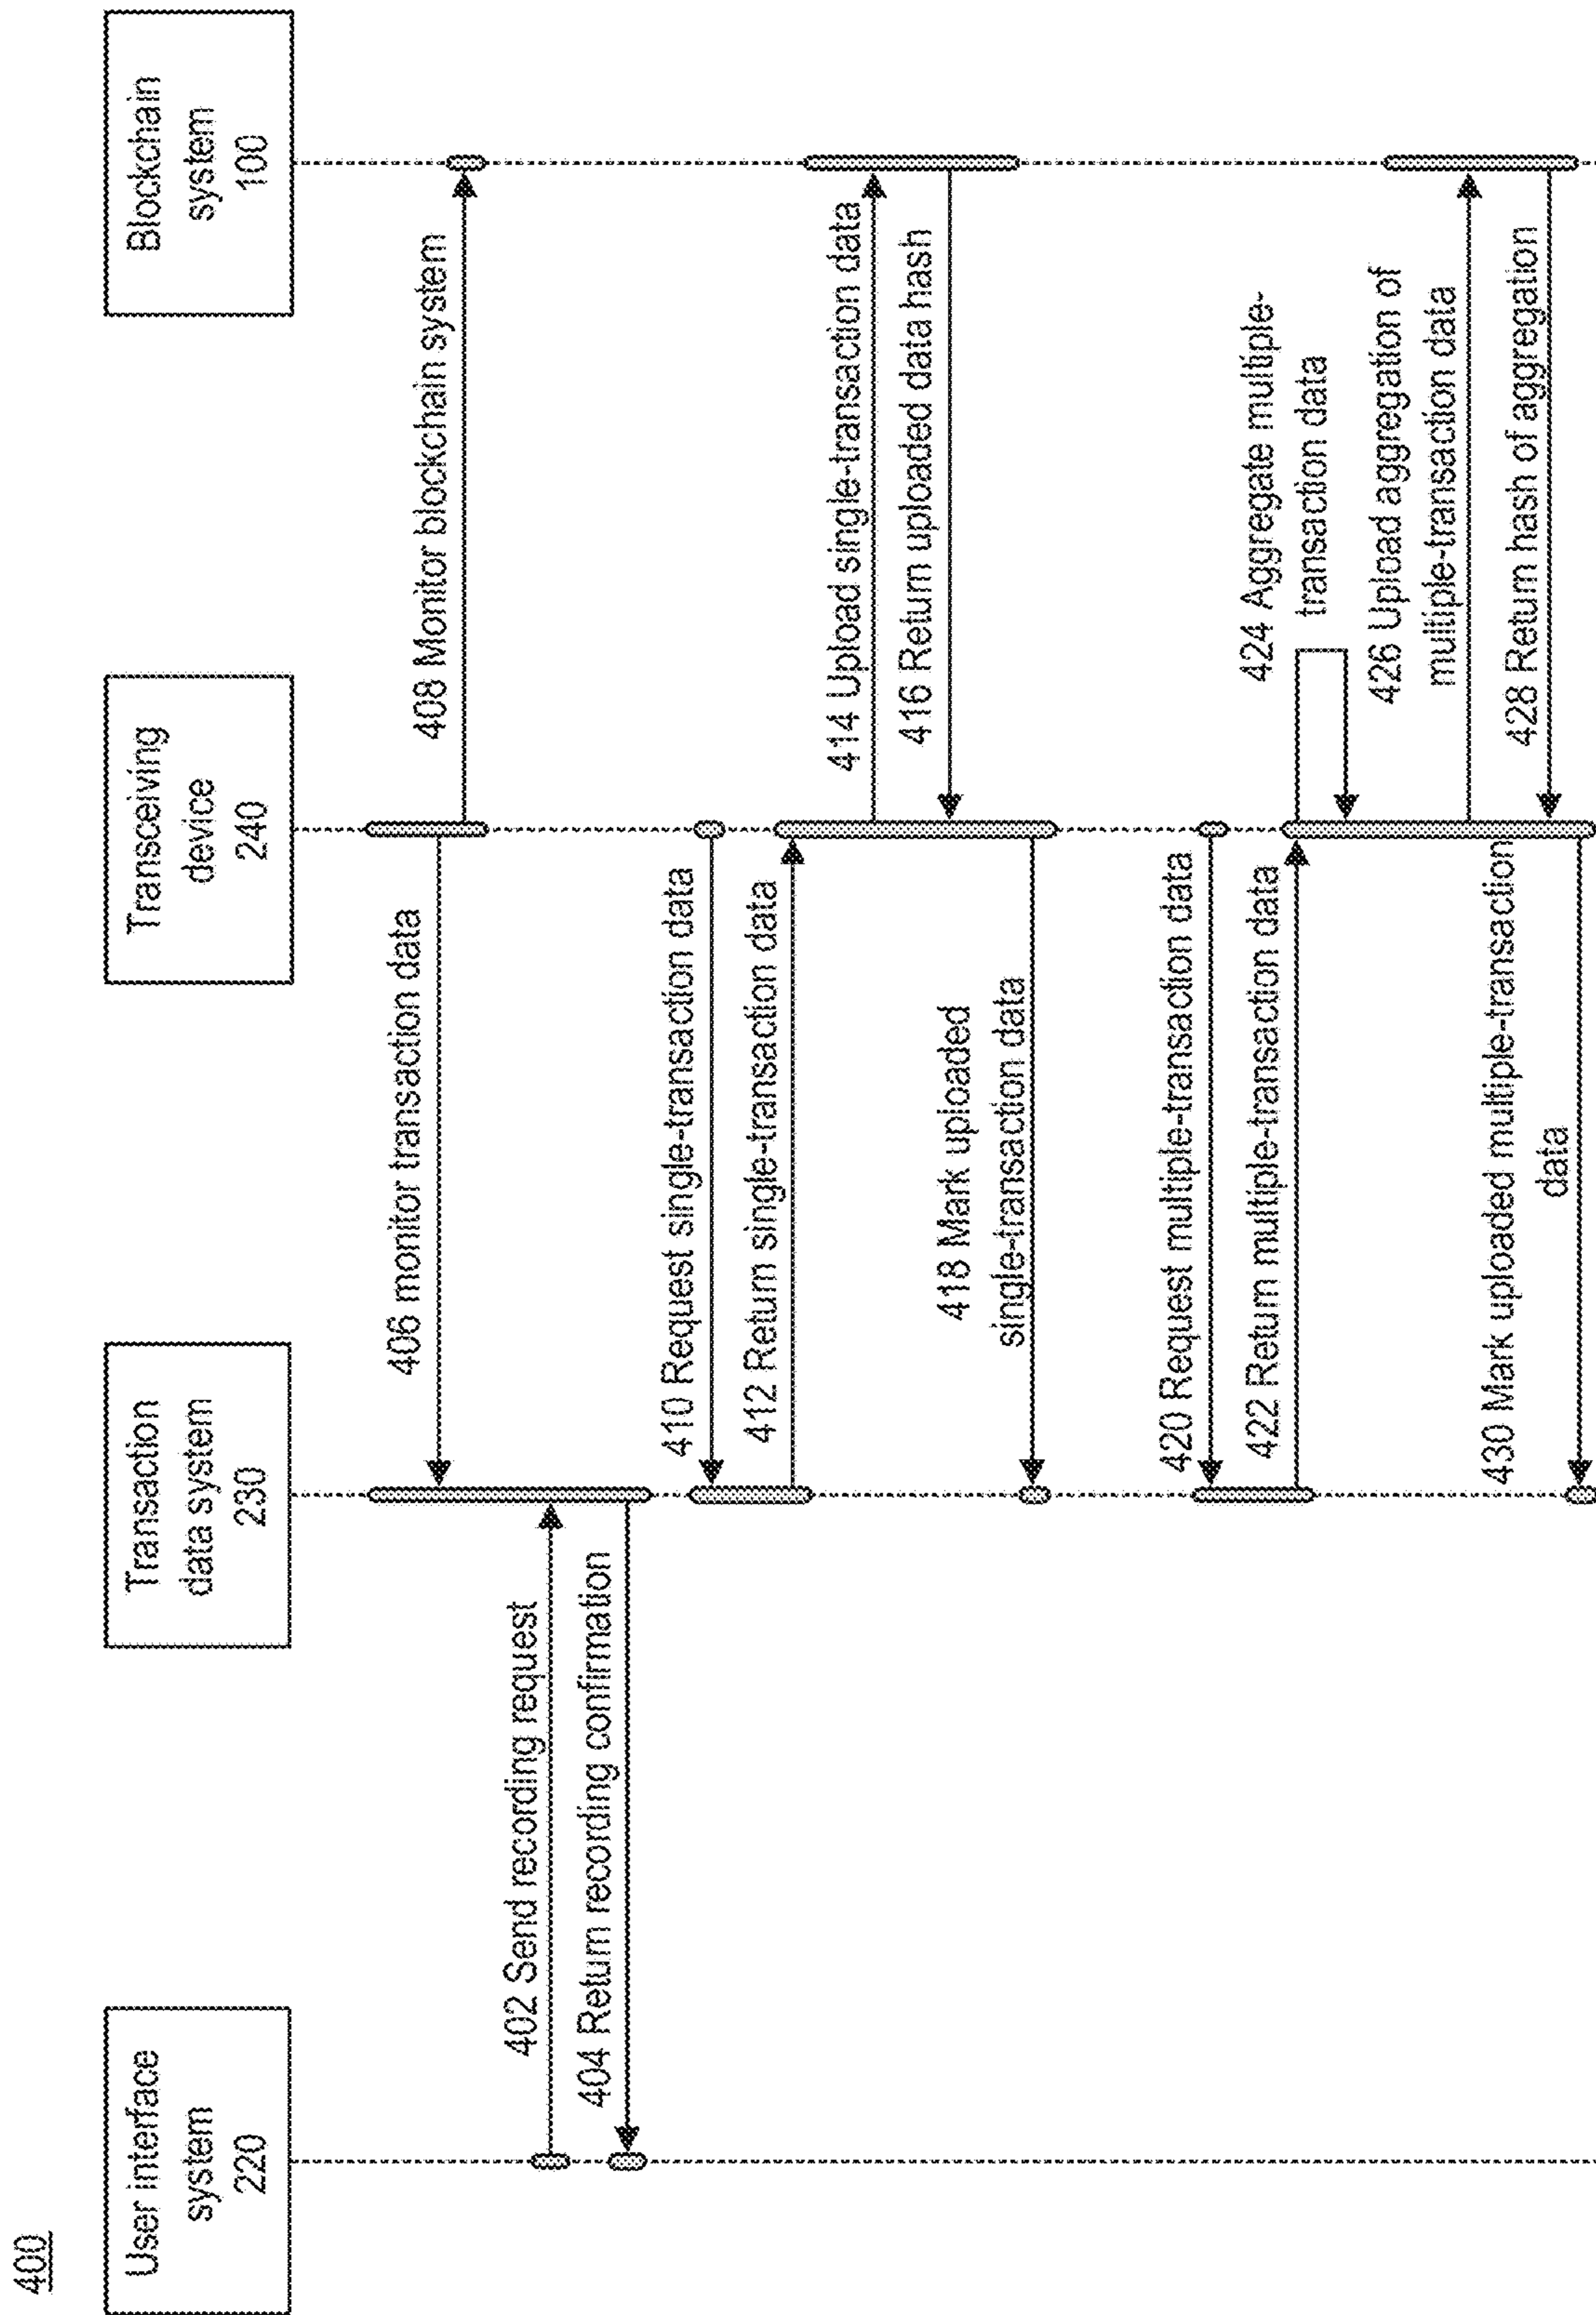 400
User interface
system
220
Transaction
data system
230
Transceiving
device
240
Blockchain
system
100
406 monitor transaction data
408 Monitor blockchain system
402 Send recording request
404 Return recording confirmation
410 Request single-transaction data
412 Return single-transaction data
414 Upload single-transaction data
416 Return uploaded data hash
418 Mark uploaded
single-transaction data
420 Request multiple-transaction data
422 Return multiple-transaction data
424 Aggregate multiple-
transaction data
426 Upload aggregation of
multiple-transaction data
428 Return hash of aggregation
430 Mark uploaded multiple-transaction
data